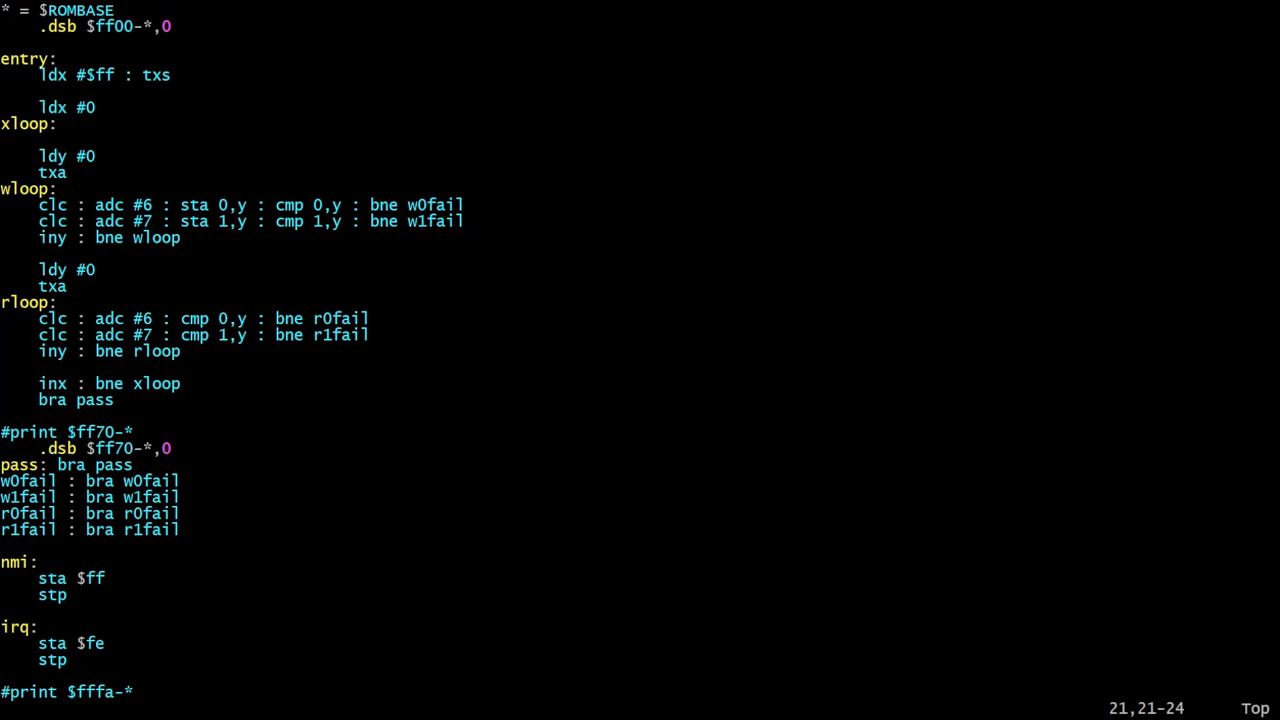 * = $ROMBASE
    .dsb $ff00-*,0

entry:
    ldx #$ff : txs

    ldx #0
xloop:

    ldy #0
    txa
wloop:
    clc : adc #6 : sta 0,y : cmp 0,y : bne w0fail
    clc : adc #7 : sta 1,y : cmp 1,y : bne w1fail
    iny : bne wloop

    ldy #0
    txa
rloop:
    clc : adc #6 : cmp 0,y : bne r0fail
    clc : adc #7 : cmp 1,y : bne r1fail
    iny : bne rloop

    inx : bne xloop
    bra pass

#print $ff70-*
    .dsb $ff70-*,0
pass: bra pass
w0fail : bra w0fail
w1fail : bra w1fail
r0fail : bra r0fail
r1fail : bra r1fail

nmi:
    sta $ff
    stp

irq:
    sta $fe
    stp

#print $fffa-*
21,21-24 Top